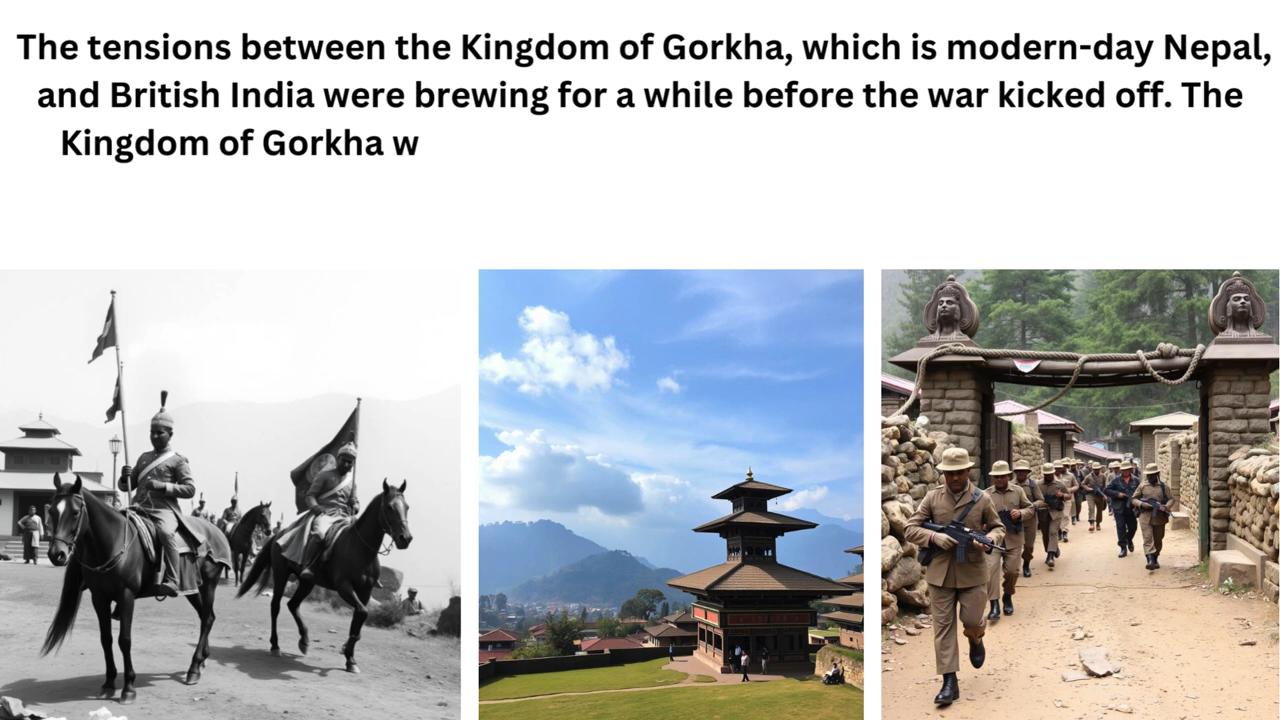 The tensions between the Kingdom of Gorkha, which is modern-day Nepal,
and British India were brewing for a while before the war kicked off. The
Kingdom of Gorkha w